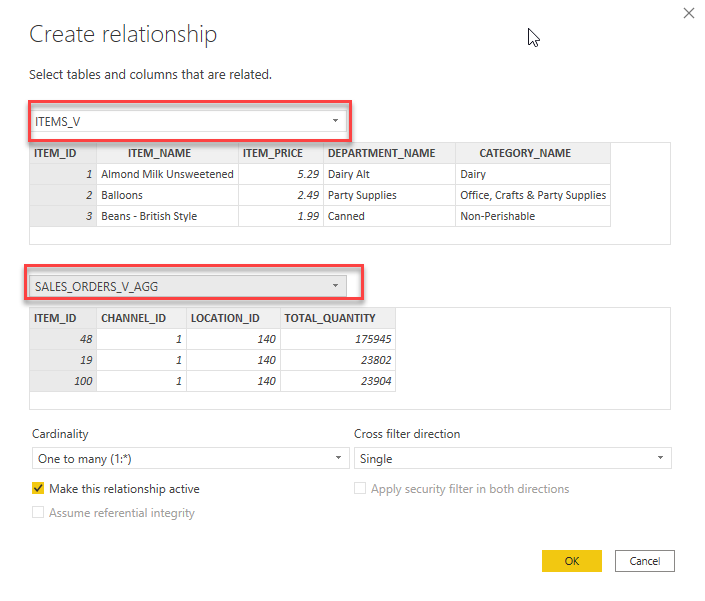 Create relationship
Select tables and columns that are related.
ITEMS_V
ITEM_ID ITEM_NAME ITEM_PRICE DEPARTMENT_NAME CATEGORY_NAME
1 Almond Milk Unsweetened 5.29 Dairy Alt Dairy
2 Balloons 2.49 Party Supplies Office, Crafts & Party Supplies
3 Beans - British Style 1.99 Canned Non-Perishable
SALES_ORDERS_V_AGG
ITEM_ID CHANNEL_ID LOCATION_ID TOTAL_QUANTITY
48 1 140 175945
19 1 140 23802
100 1 140 23904
Cardinality Cross filter direction
One to many (1:*) Single
Make this relationship active Apply security filter in both directions
Assume referential integrity
OK Cancel